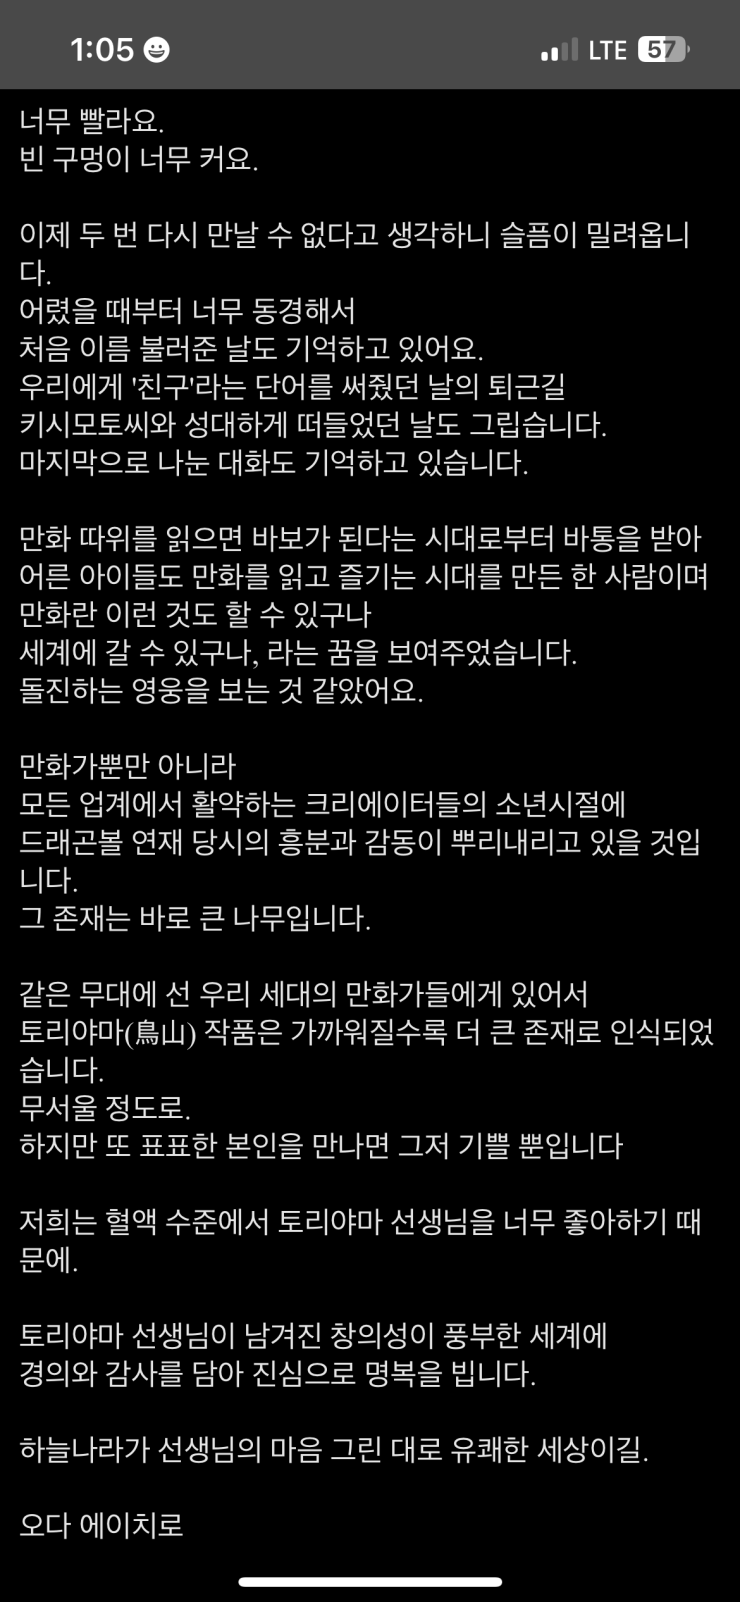 1:05
LTE 57
너무 빨라요.
빈 구멍이 너무 커요.
이제 두 번 다시 만날 수 없다고 생각하니 슬픔이 밀려옵니
다.
어렸을 때부터 너무 동경해서
처음 이름 불러준 날도 기억하고 있어요.
우리에게 '친구'라는 단어를 써줬던 날의 퇴근길
키시모토씨와 성대하게 떠들었던 날도 그립습니다.
마지막으로 나눈 대화도 기억하고 있습니다.
만화 따위를 읽으면 바보가 된다는 시대로부터 바통을 받아
어른 아이들도 만화를 읽고 즐기는 시대를 만든 한 사람이며
만화란 이런 것도 할 수 있구나
세계에 갈 수 있구나, 라는 꿈을 보여주었습니다.
돌진하는 영웅을 보는 것 같았어요.
만화가뿐만 아니라
모든 업계에서 활약하는 크리에이터들의 소년시절에
드래곤볼 연재 당시의 흥분과 감동이 뿌리내리고 있을 것입
니다.
그 존재는 바로 큰 나무입니다.
같은 무대에 선 우리 세대의 만화가들에게 있어서
토리야마(鳥山) 작품은 가까워질수록 더 큰 존재로 인식되었
습니다.
무서울 정도로.
하지만 또 표표한 본인을 만나면 그저 기쁠 뿐입니다
저희는 혈액 수준에서 토리야마 선생님을 너무 좋아하기 때
문에.
토리야마 선생님이 남겨진 창의성이 풍부한 세계에
경의와 감사를 담아 진심으로 명복을 빕니다.
하늘나라가 선생님의 마음 그린 대로 유쾌한 세상이길.
오다 에이치로